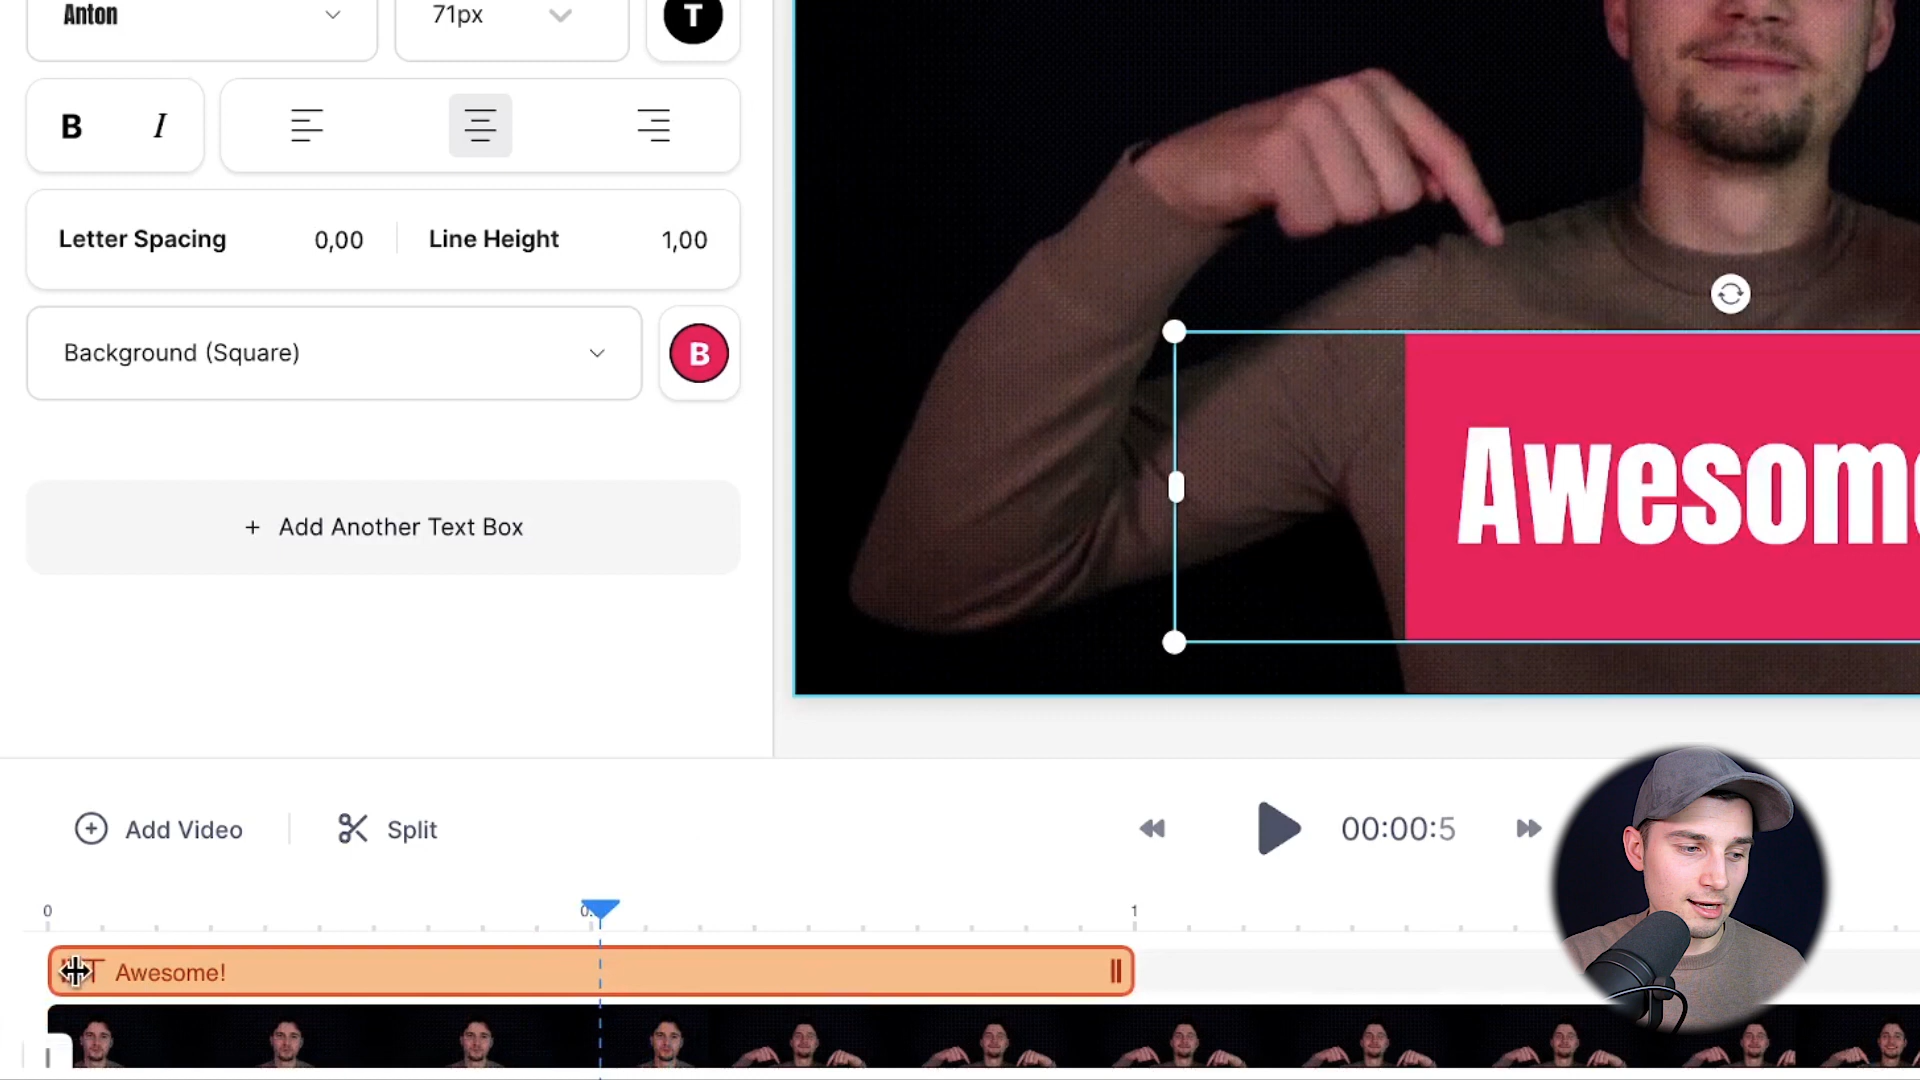 Anton
71px
T
B I
Letter Spacing 0,00 Line Height 1,00
Background (Square)
B
Awesome
+ Add Another Text Box
Add Video Split
00:00:5
0 1
T Awesome!